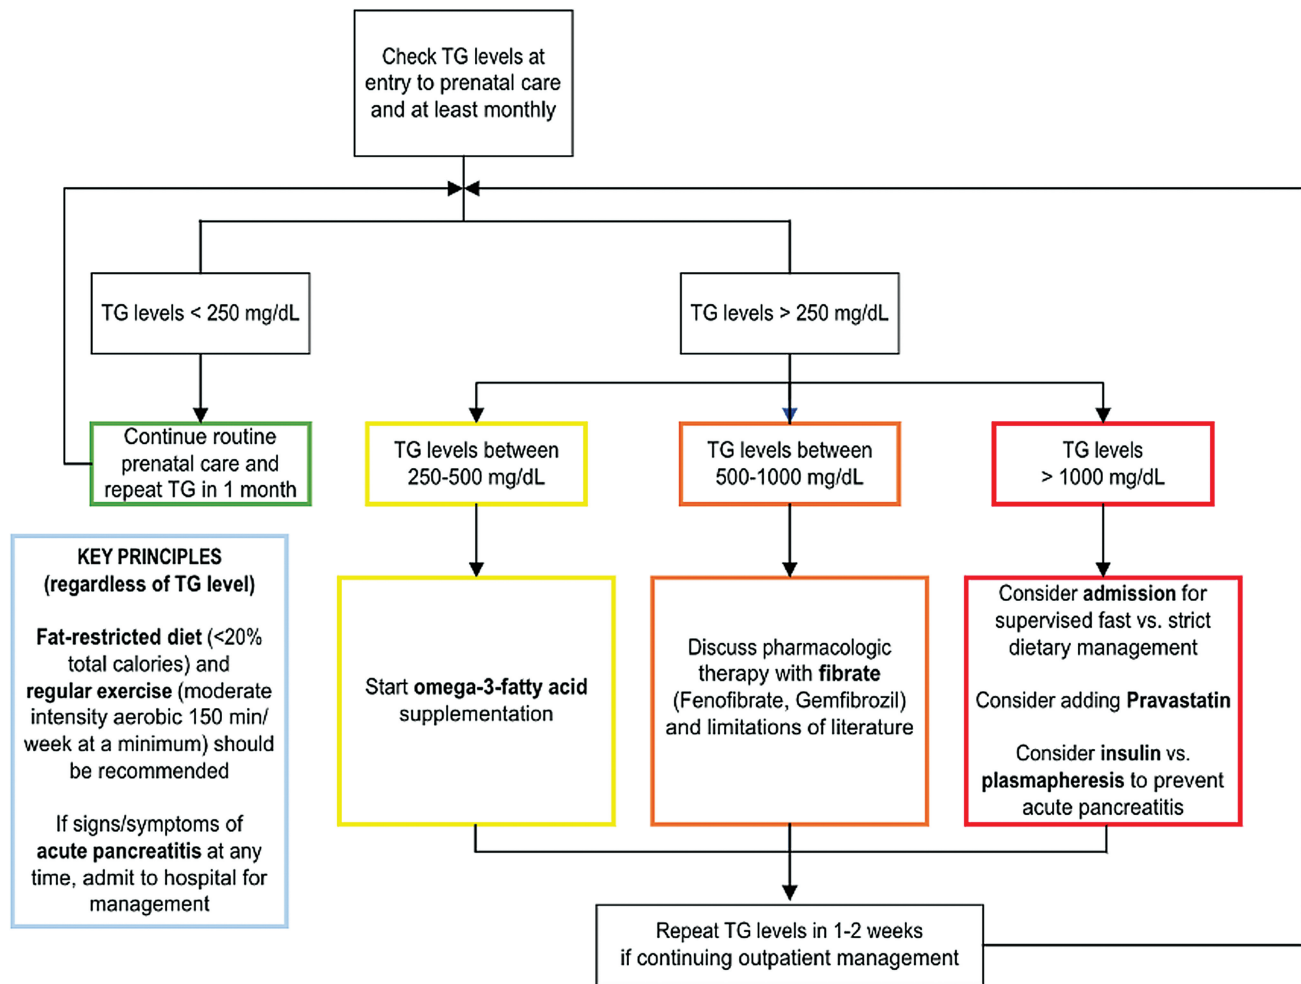 Check TG levels at
entry to prenatal care
and at least monthly
TG levels < 250 mg/dL
TG levels > 250 mg/dL
Continue routine
prenatal care and
repeat TG in 1 month
TG levels between
250-500 mg/dL
TG levels between
500-1000 mg/dL
TG levels
> 1000 mg/dL
KEY PRINCIPLES
(regardless of TG level)
Fat-restricted diet (<20%
total calories) and
regular exercise (moderate
intensity aerobic 150 min/
week at a minimum) should
be recommended
If signs/symptoms of
acute pancreatitis at any
time, admit to hospital for
management
Start omega-3-fatty acid
supplementation
Discuss pharmacologic
therapy with fibrate
(Fenofibrate, Gemfibrozil)
and limitations of literature
Consider admission for
supervised fast vs. strict
dietary management
Consider adding Pravastatin
Consider insulin vs.
plasmapheresis to prevent
acute pancreatitis
Repeat TG levels in 1-2 weeks
if continuing outpatient management